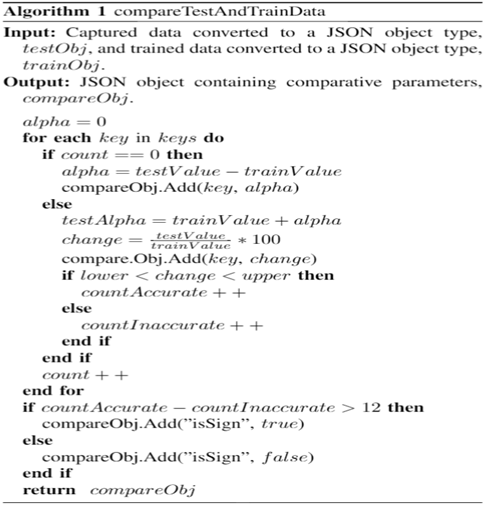 Algorithm 1 compareTestAndTrainData
Input: Captured data converted to a JSON object type,
testObj, and trained data converted to a JSON object type,
trainObj.
Output: JSON object containing comparative parameters,
compareObj.
alpha = 0
for each key in keys do
if count == 0 then
alpha = testValue − trainValue
compareObj.Add(key, alpha)
else
testAlpha = trainValue + alpha
change = testValue/trainValue ∗ 100
compare.Obj.Add(key, change)
if lower < change < upper then
countAccurate + +
else
countInaccurate + +
end if
end if
count + +
end for
if countAccurate − countInaccurate > 12 then
compareObj.Add("isSign", true)
else
compareObj.Add("isSign", false)
end if
return compareObj